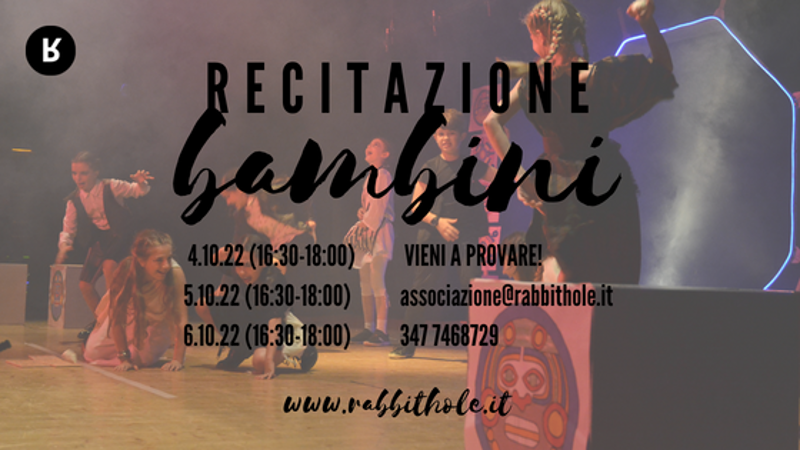 R
RECITAZIONE
bambini
4.10.22 (16:30-18:00)
VIENI A PROVARE!
5.10.22 (16:30-18:00)
associazione@rabbithole.it
6.10.22 (16:30-18:00)
347 7468729
www.rabbithole.it